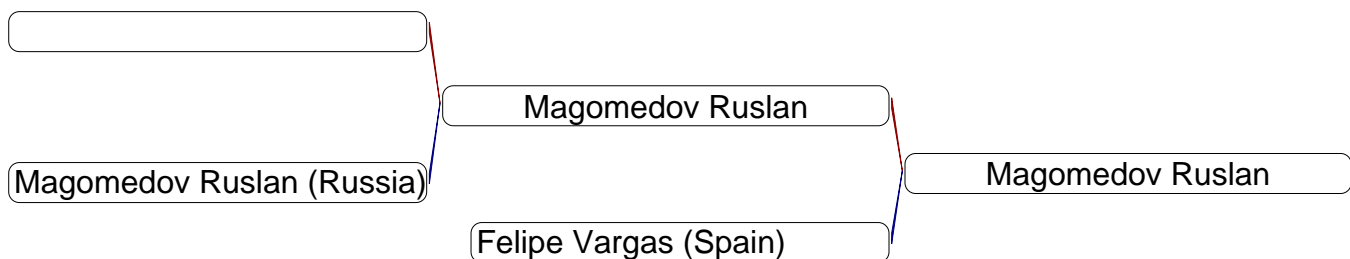 Magomedov Ruslan
Magomedov Ruslan (Russia)
Magomedov Ruslan
Felipe Vargas (Spain)